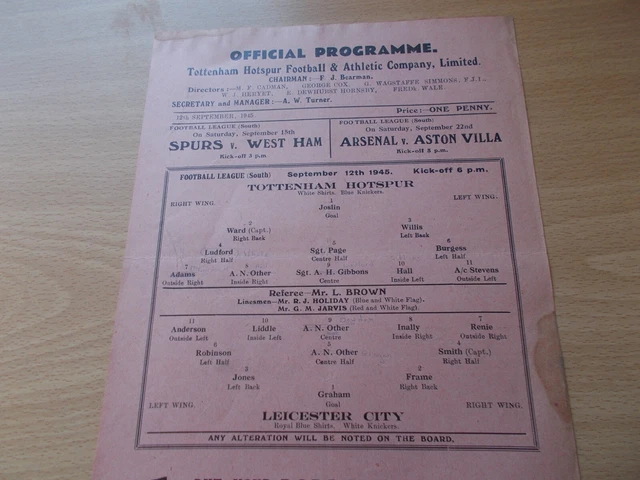 OFFICIAL PROGRAMME.
Tottenham Hotspur Football & Athletic Company, Limited.
CHAIRMAN:—F. J. Bearman.
Directors:—M. F. CADMAN, GEORGE COX, G. WAGSTAFFE SIMMONS, F.J.I.,
W. J. HERYET, E. DEWHURST HORNSBY, FREDK WALE.
SECRETARY and MANAGER:—A. W. Turner.
12TH SEPTEMBER, 1945
Price:—ONE PENNY.
FOOTBALL LEAGUE (South)
On Saturday, September 15th
SPURS v. WEST HAM
Kick-off 3 p.m.
FOOTBALL LEAGUE (South)
On Saturday, September 22nd
ARSENAL v. ASTON VILLA
Kick-off 3 p.m.
FOOTBALL LEAGUE (South) September 12th 1945. Kick-off 6 p.m.
TOTTENHAM HOTSPUR
White Shirts, Blue Knickers.
RIGHT WING. LEFT WING.
1
Joslin
Goal
2 3
Ward (Capt.) Willis
Right Back Left Back
4 5 6
Ludford Sgt. Page Burgess
Right Half Centre Half Left Half
7 8 9 10 11
Adams A. N. Other Sgt. A. H. Gibbons Hall A/c Stevens
Outside Right Inside Right Centre Inside Left Outside Left
Referee—Mr. L. BROWN
Linesmen—Mr. R. J. HOLIDAY (Blue and White Flag).
Mr. G. M. JARVIS (Red and White Flag).
11 10 9 8 7
Anderson Liddle A. N. Other Inally Renie
Outside Left Inside Left Centre Inside Right Outside Right
6 5 4
Robinson A. N. Other Smith (Capt.)
Left Half Centre Half Right Half
3 2
Jones Frame
Left Back Right Back
1
Graham
Goal
LEFT WING. RIGHT WING.
LEICESTER CITY
Royal Blue Shirts, White Knickers.
ANY ALTERATION WILL BE NOTED ON THE BOARD.